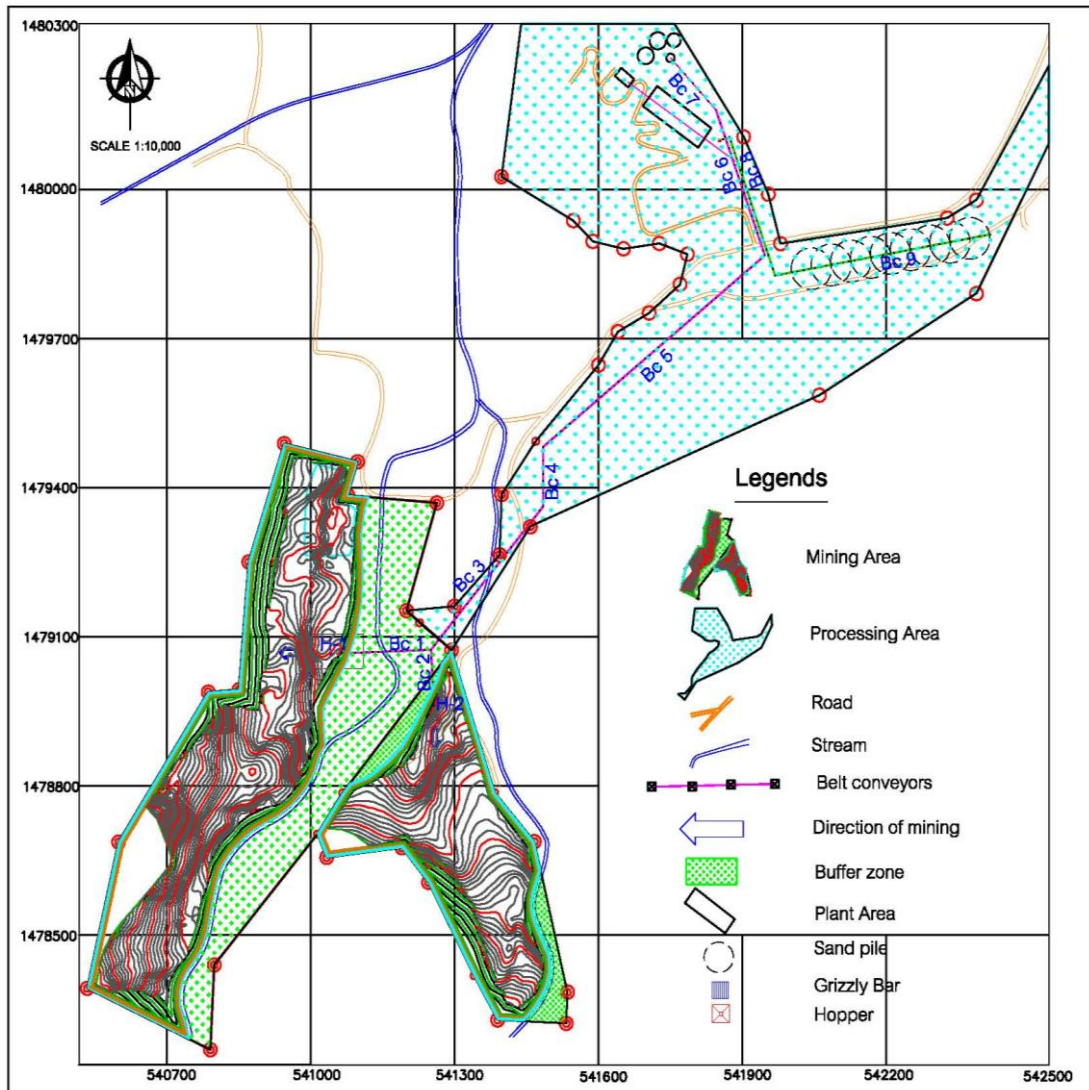 1480300
SCALE 1:10,000
Bc 7
Bc 6
Bc 8
1480000
Bc 9
1479700
Bc 5
Legends
1479400
Bc 4
Mining Area
Bc 3
Processing Area
1479100
H-1
Bc 1
Bc 2
H-2
Road
Stream
1478800
Belt conveyors
Direction of mining
Buffer zone
Plant Area
1478500
Sand pile
Grizzly Bar
Hopper
540700
541000
541300
541600
541900
542200
542500